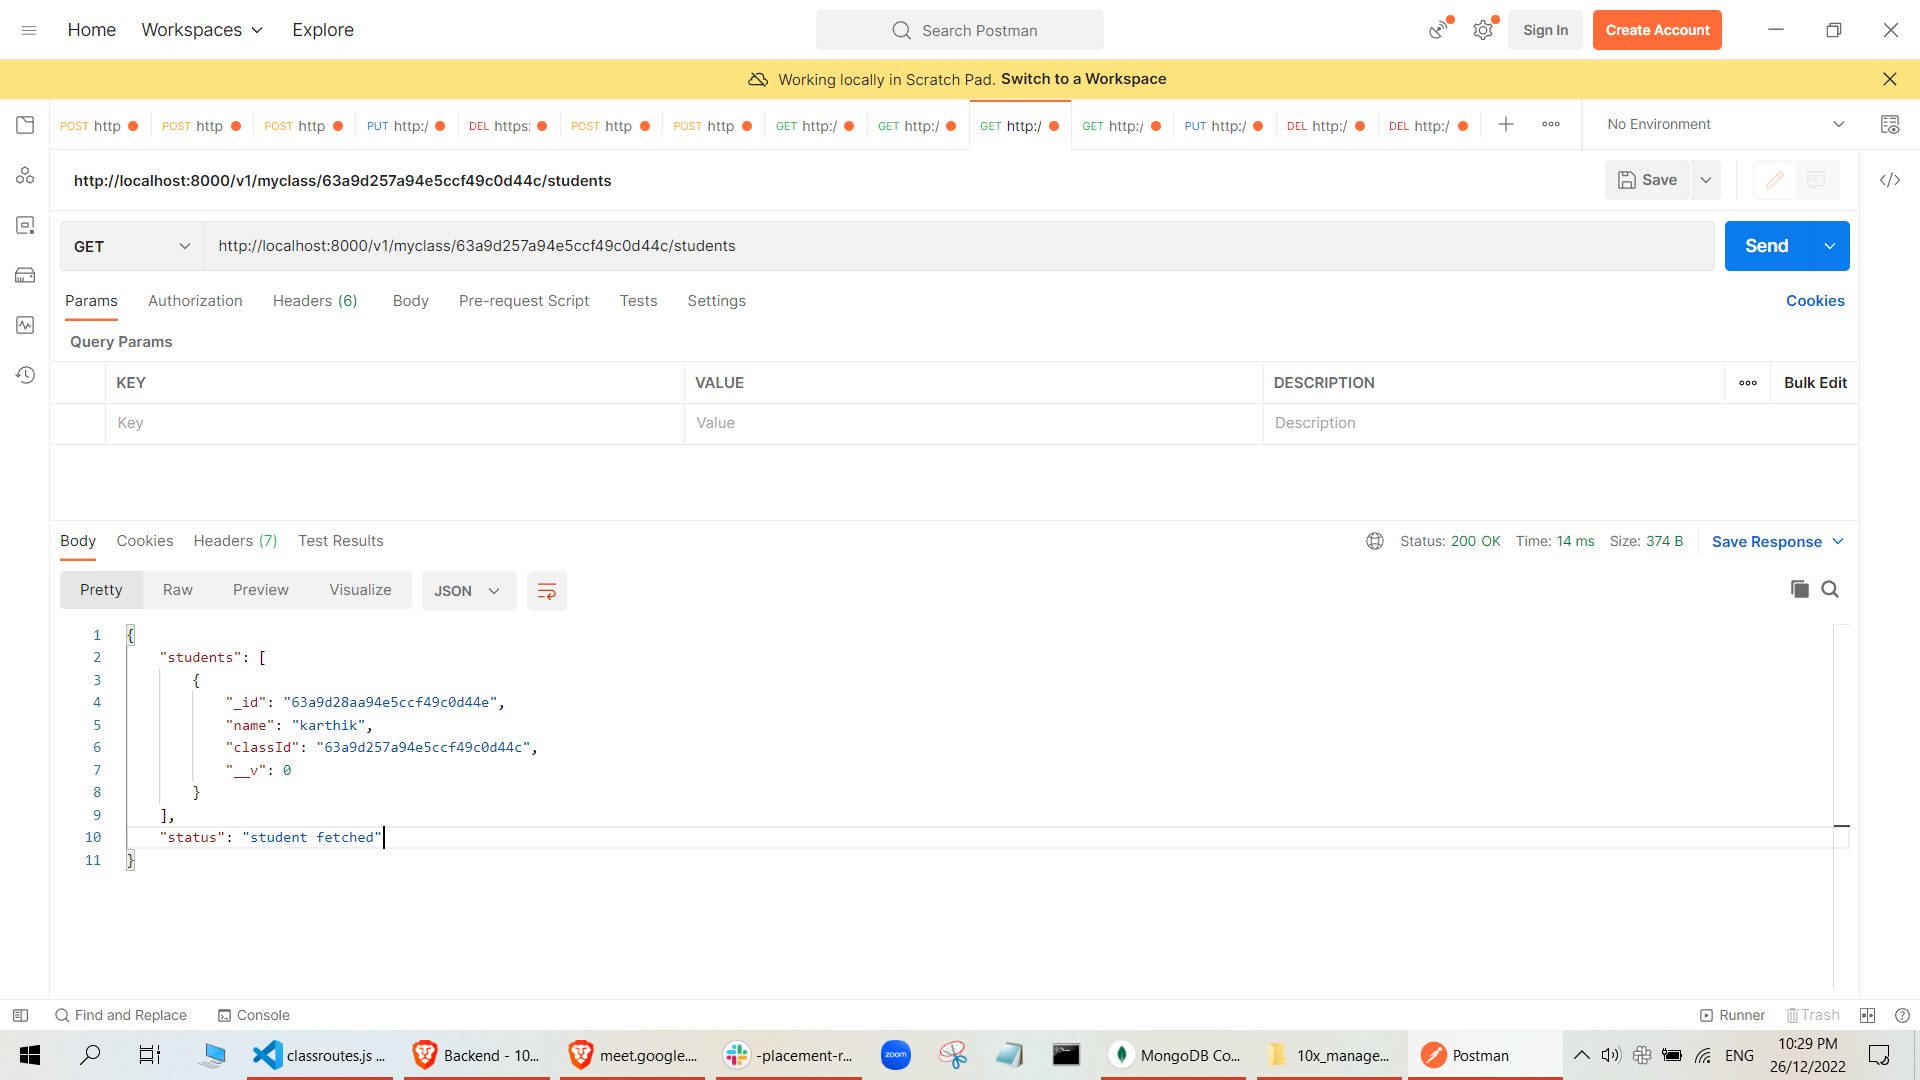 Home Workspaces Explore Search Postman Sign In Create Account
Working locally in Scratch Pad. Switch to a Workspace
POST http POST http POST http PUT http:/ DEL https: POST http POST http GET http:/ GET http:/ GET http:/ GET http:/ PUT http:/ DEL http:/ DEL http:/ No Environment
http://localhost:8000/v1/myclass/63a9d257a94e5ccf49c0d44c/students Save
GET http://localhost:8000/v1/myclass/63a9d257a94e5ccf49c0d44c/students Send
Params Authorization Headers (6) Body Pre-request Script Tests Settings Cookies
Query Params
KEY VALUE DESCRIPTION Bulk Edit
Key Value Description
Body Cookies Headers (7) Test Results Status: 200 OK Time: 14 ms Size: 374 B Save Response
Pretty Raw Preview Visualize JSON
1 {
2 "students": [
3 {
4 "_id": "63a9d28aa94e5ccf49c0d44e",
5 "name": "karthik",
6 "classId": "63a9d257a94e5ccf49c0d44c",
7 "__v": 0
8 }
9 ],
10 "status": "student fetched"
11 }
Find and Replace Console Runner Trash
classroutes.js ... Backend - 10... meet.google.... -placement-r... zoom MongoDB Co... 10x_manage... Postman ENG 10:29 PM
26/12/2022